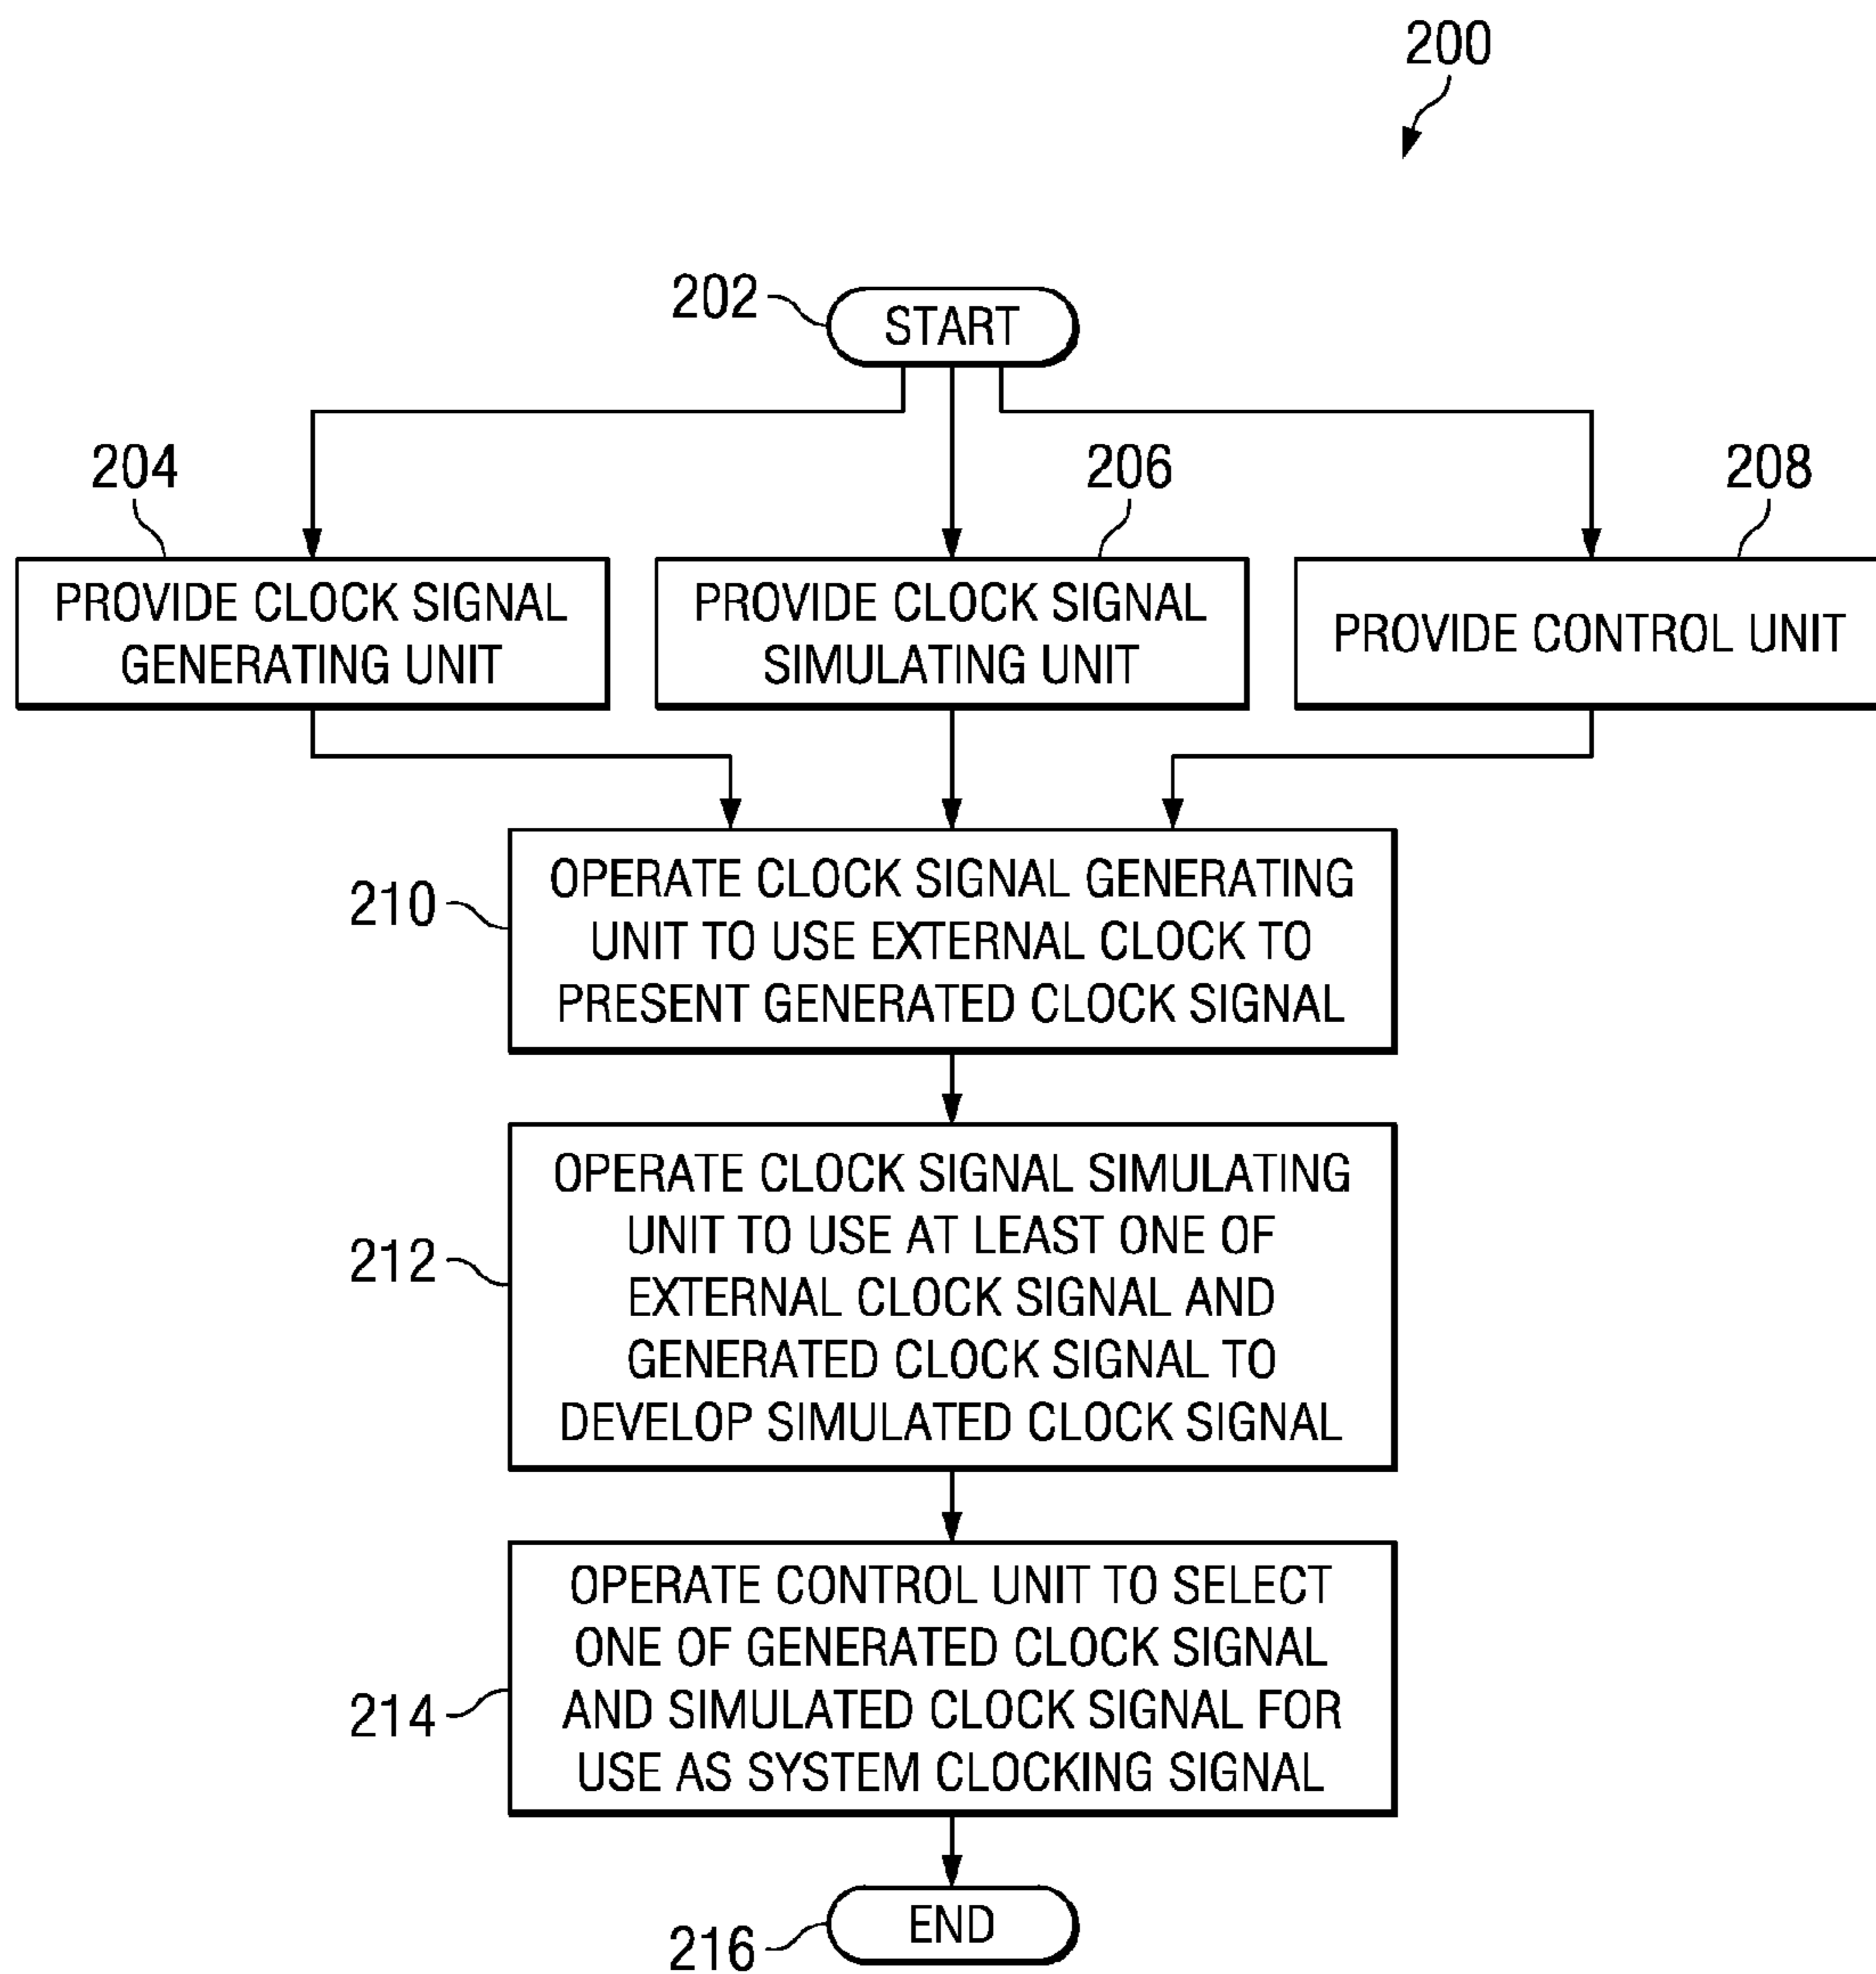 200
202
START
204
206
208
PROVIDE CLOCK SIGNAL
GENERATING UNIT
PROVIDE CLOCK SIGNAL
SIMULATING UNIT
PROVIDE CONTROL UNIT
210
OPERATE CLOCK SIGNAL GENERATING
UNIT TO USE EXTERNAL CLOCK TO
PRESENT GENERATED CLOCK SIGNAL
212
OPERATE CLOCK SIGNAL SIMULATING
UNIT TO USE AT LEAST ONE OF
EXTERNAL CLOCK SIGNAL AND
GENERATED CLOCK SIGNAL TO
DEVELOP SIMULATED CLOCK SIGNAL
214
OPERATE CONTROL UNIT TO SELECT
ONE OF GENERATED CLOCK SIGNAL
AND SIMULATED CLOCK SIGNAL FOR
USE AS SYSTEM CLOCKING SIGNAL
216
END